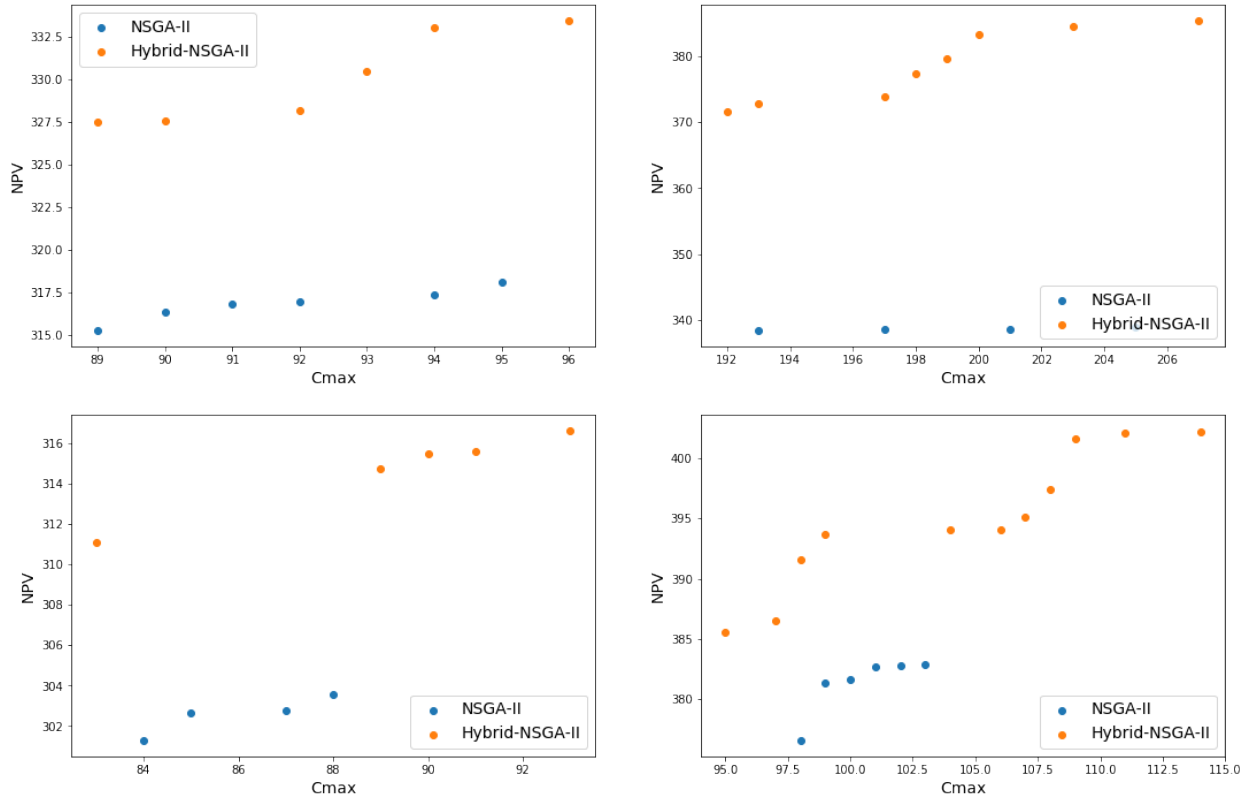 NSGA-II
Hybrid-NSGA-II
332.5
330.0
327.5
325.0
322.5
320.0
317.5
315.0
NPV
89 90 91 92 93 94 95 96
Cmax
380
370
360
350
340
NPV
NSGA-II
Hybrid-NSGA-II
192 194 196 198 200 202 204 206
Cmax
316
314
312
310
308
306
304
302
NPV
NSGA-II
Hybrid-NSGA-II
84 86 88 90 92
Cmax
400
395
390
385
380
NPV
NSGA-II
Hybrid-NSGA-II
95.0 97.5 100.0 102.5 105.0 107.5 110.0 112.5 115.0
Cmax